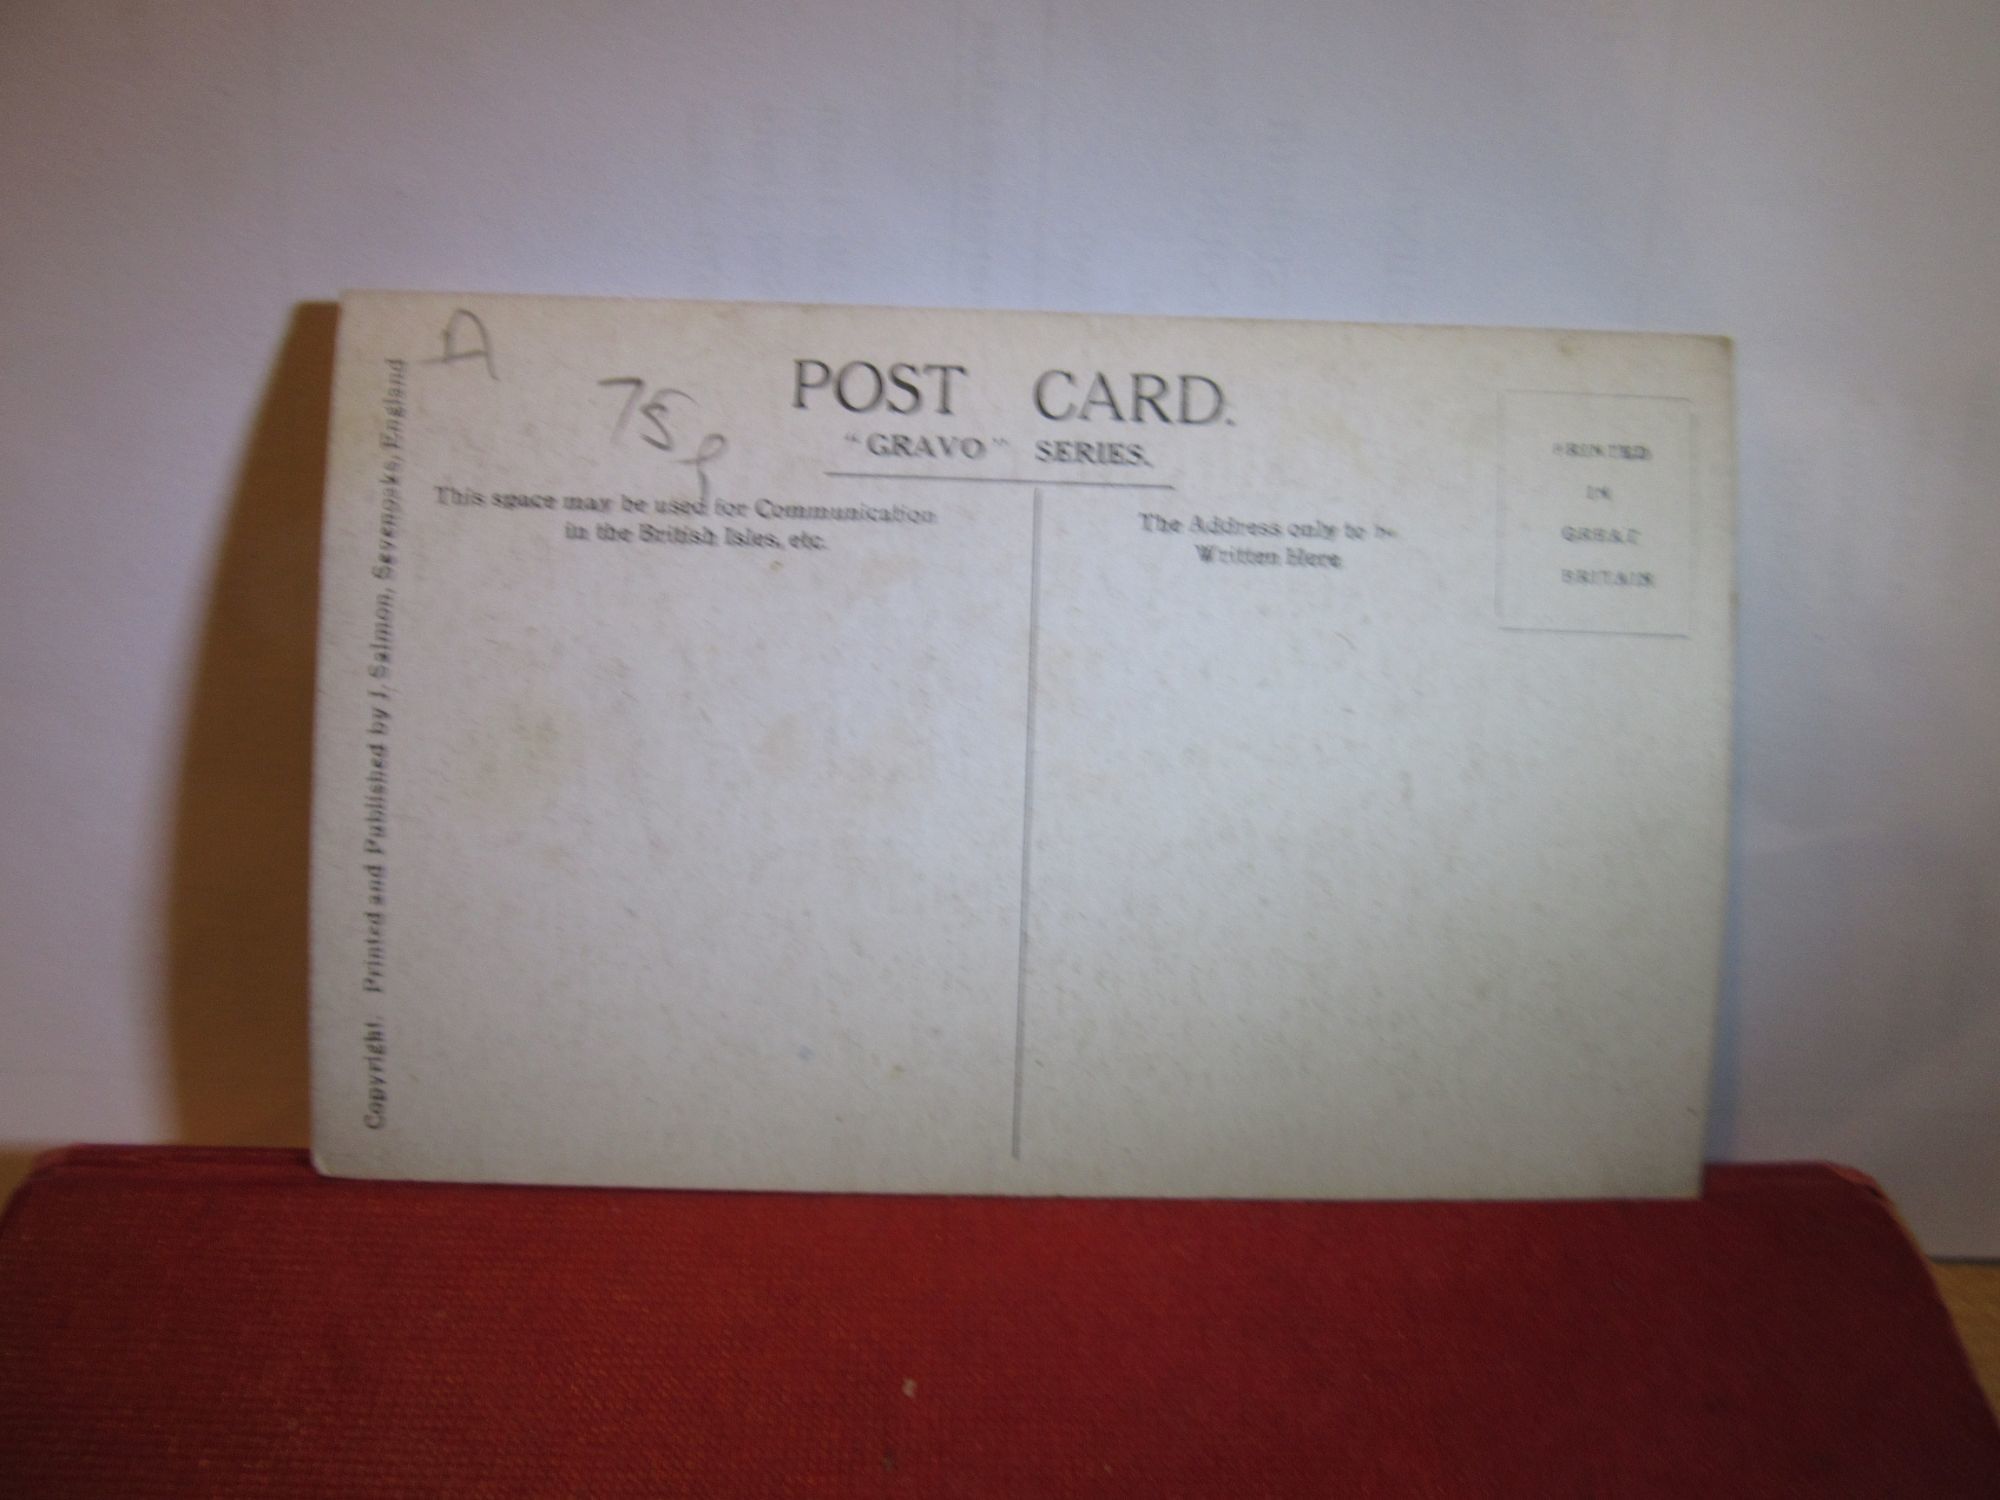 A
75p
POST CARD.
"GRAVO" SERIES.
This space may be used for Communication
in the British Isles, etc.
The Address only to be
Written Here
PRINTED
IN
GREAT
BRITAIN
Copyright. Printed and Published by J. Salmon, Sevenoaks, England